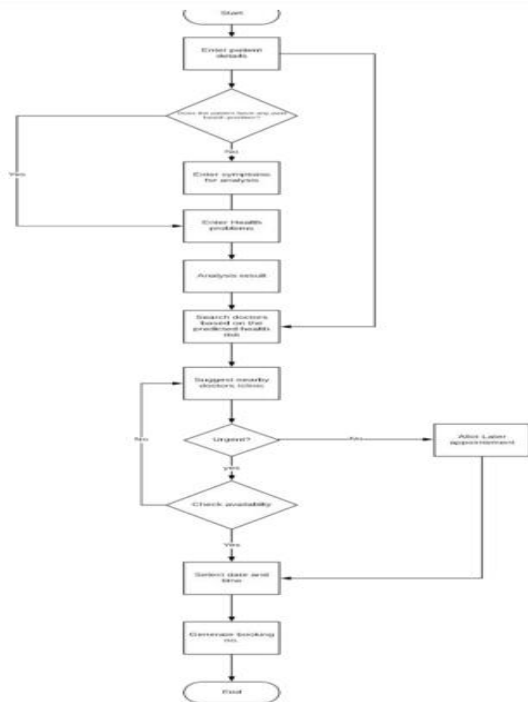 Start
Enter patient
details
Does the patient have any past
health problem?
No
Yes
Enter symptoms
for analysis
Enter Health
problems
Analysis result
Search doctors
based on the
predicted health
risk
Suggest nearby
doctors /clinic
No
Urgent?
No
Allot Later
appointment
yes
Check availabilty
Yes
Select date and
time
Generate booking
no.
End